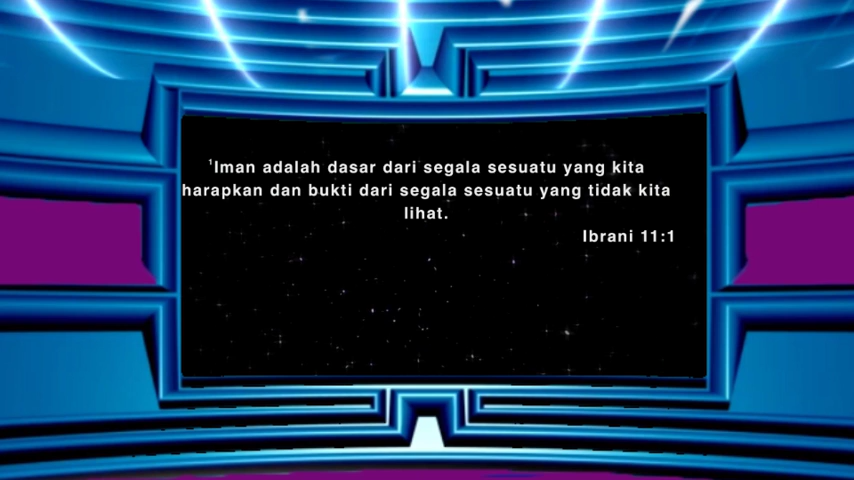 ¹Iman adalah dasar dari segala sesuatu yang kita
harapkan dan bukti dari segala sesuatu yang tidak kita
lihat.
Ibrani 11:1